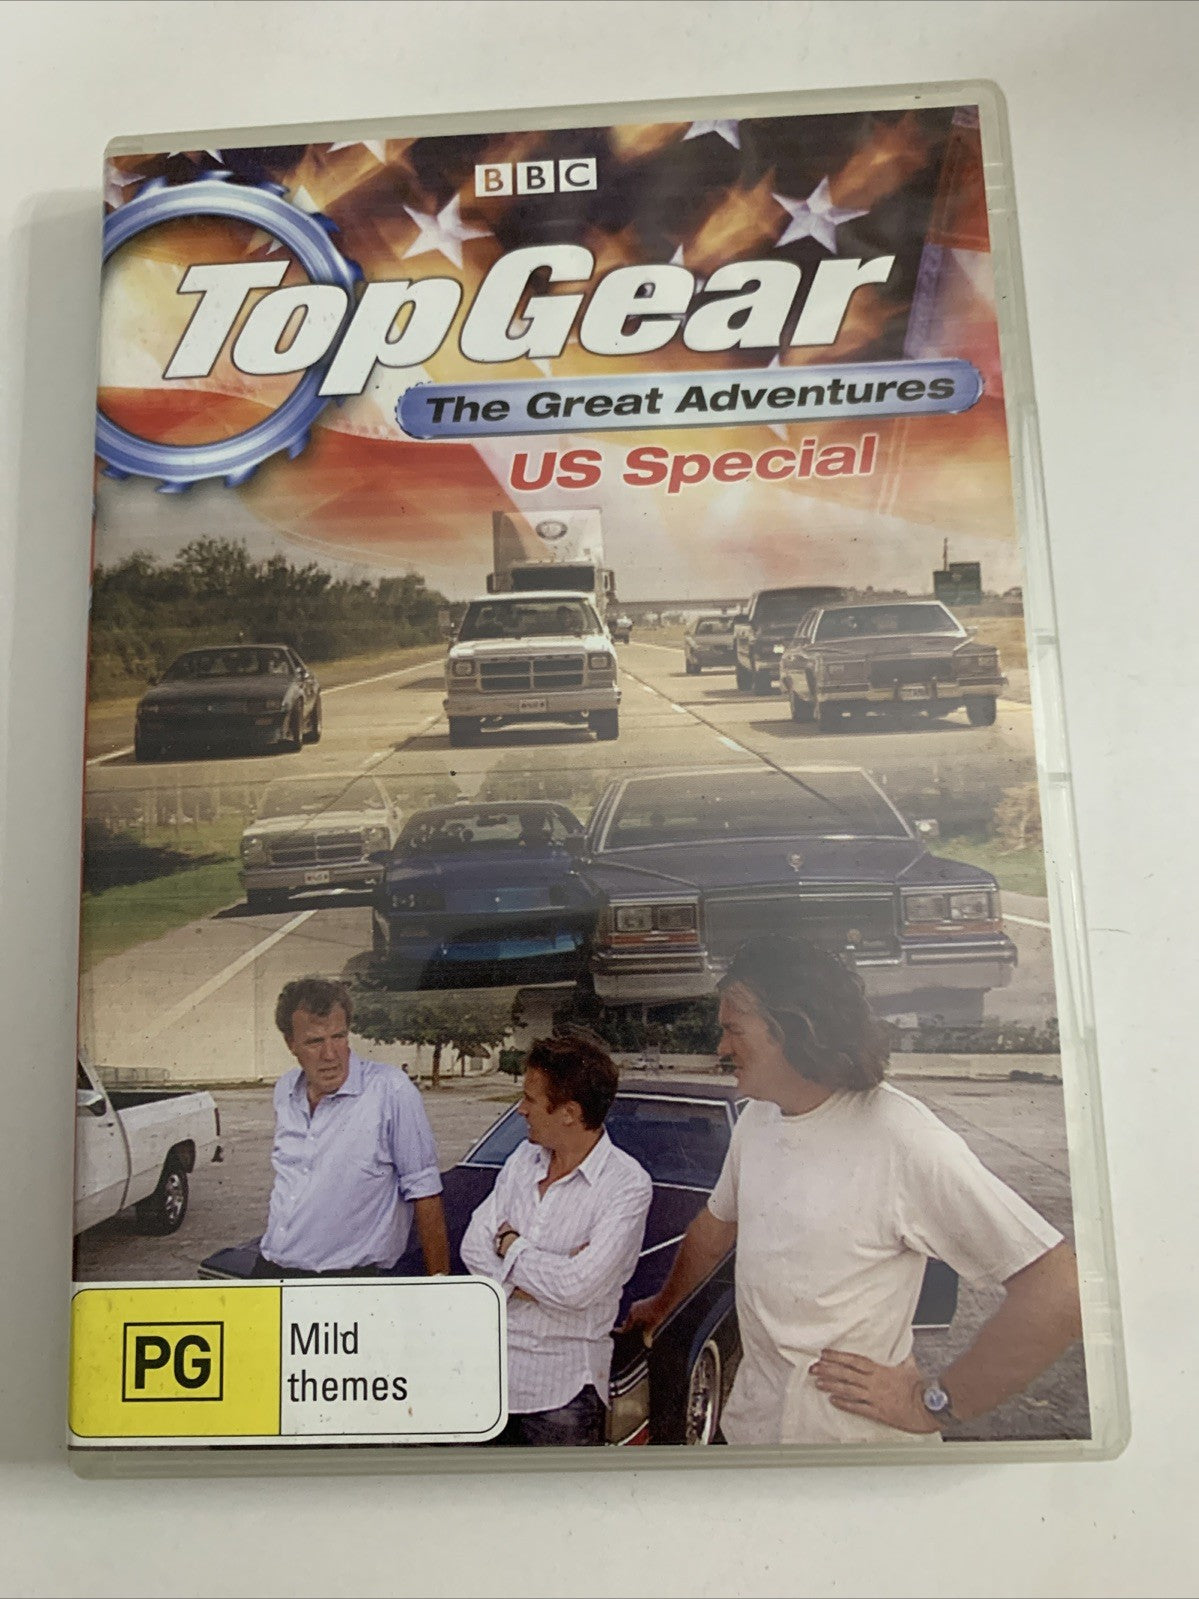 BBC
TopGear
The Great Adventures
US Special
PG
Mild
themes